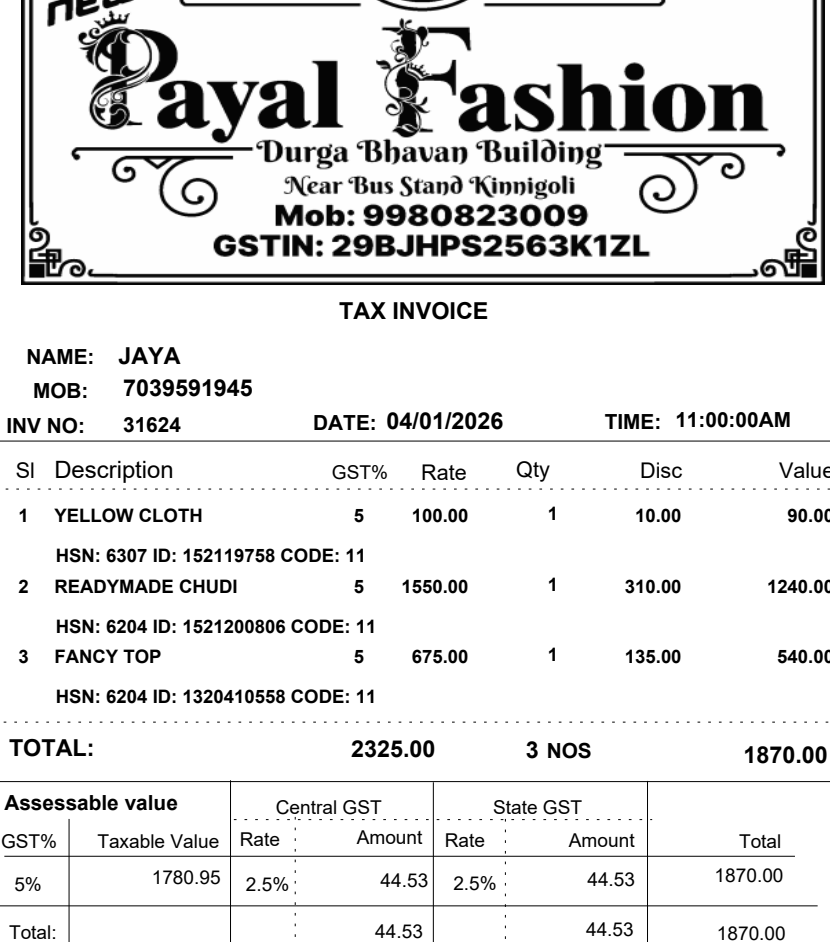 new
Payal Fashion
Durga Bhavan Building
Near Bus Stand Kinnigoli
Mob: 9980823009
GSTIN: 29BJHPS2563K1ZL
TAX INVOICE
NAME: JAYA
MOB: 7039591945
INV NO: 31624 DATE: 04/01/2026 TIME: 11:00:00AM
Sl Description GST% Rate Qty Disc Value
1 YELLOW CLOTH 5 100.00 1 10.00 90.00
HSN: 6307 ID: 152119758 CODE: 11
2 READYMADE CHUDI 5 1550.00 1 310.00 1240.00
HSN: 6204 ID: 1521200806 CODE: 11
3 FANCY TOP 5 675.00 1 135.00 540.00
HSN: 6204 ID: 1320410558 CODE: 11
TOTAL: 2325.00 3 NOS 1870.00
Assessable value Central GST State GST
GST% Taxable Value Rate Amount Rate Amount Total
5% 1780.95 2.5% 44.53 2.5% 44.53 1870.00
Total: 44.53 44.53 1870.00